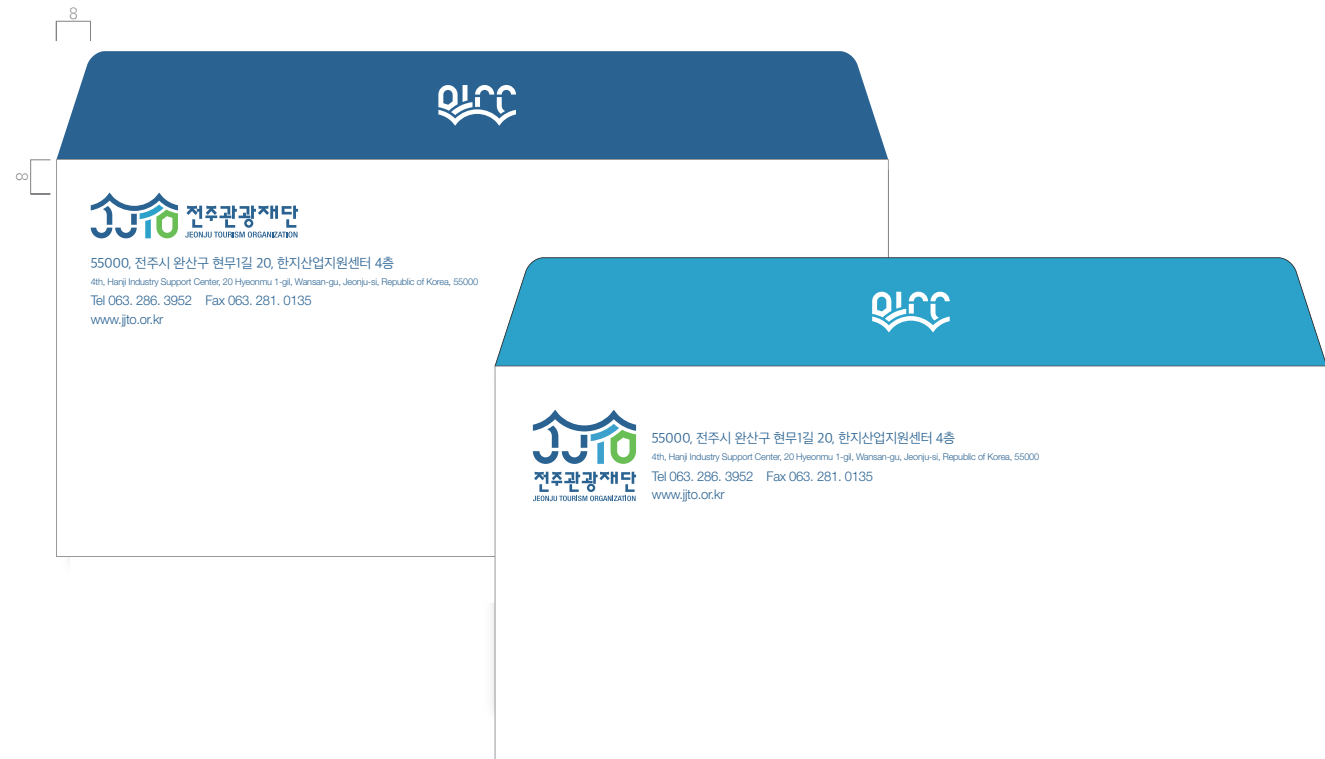 8
8
JJTO 전주관광재단
JEONJU TOURISM ORGANIZATION
55000, 전주시 완산구 현무1길 20, 한지산업지원센터 4층
4th, Hanji Industry Support Center, 20 Hyeonmu 1-gil, Wansan-gu, Jeonju-si, Republic of Korea, 55000
Tel 063. 286. 3952 Fax 063. 281. 0135
www.jjto.or.kr
JJTO
전주관광재단
JEONJU TOURISM ORGANIZATION
55000, 전주시 완산구 현무1길 20, 한지산업지원센터 4층
4th, Hanji Industry Support Center, 20 Hyeonmu 1-gil, Wansan-gu, Jeonju-si, Republic of Korea, 55000
Tel 063. 286. 3952 Fax 063. 281. 0135
www.jjto.or.kr